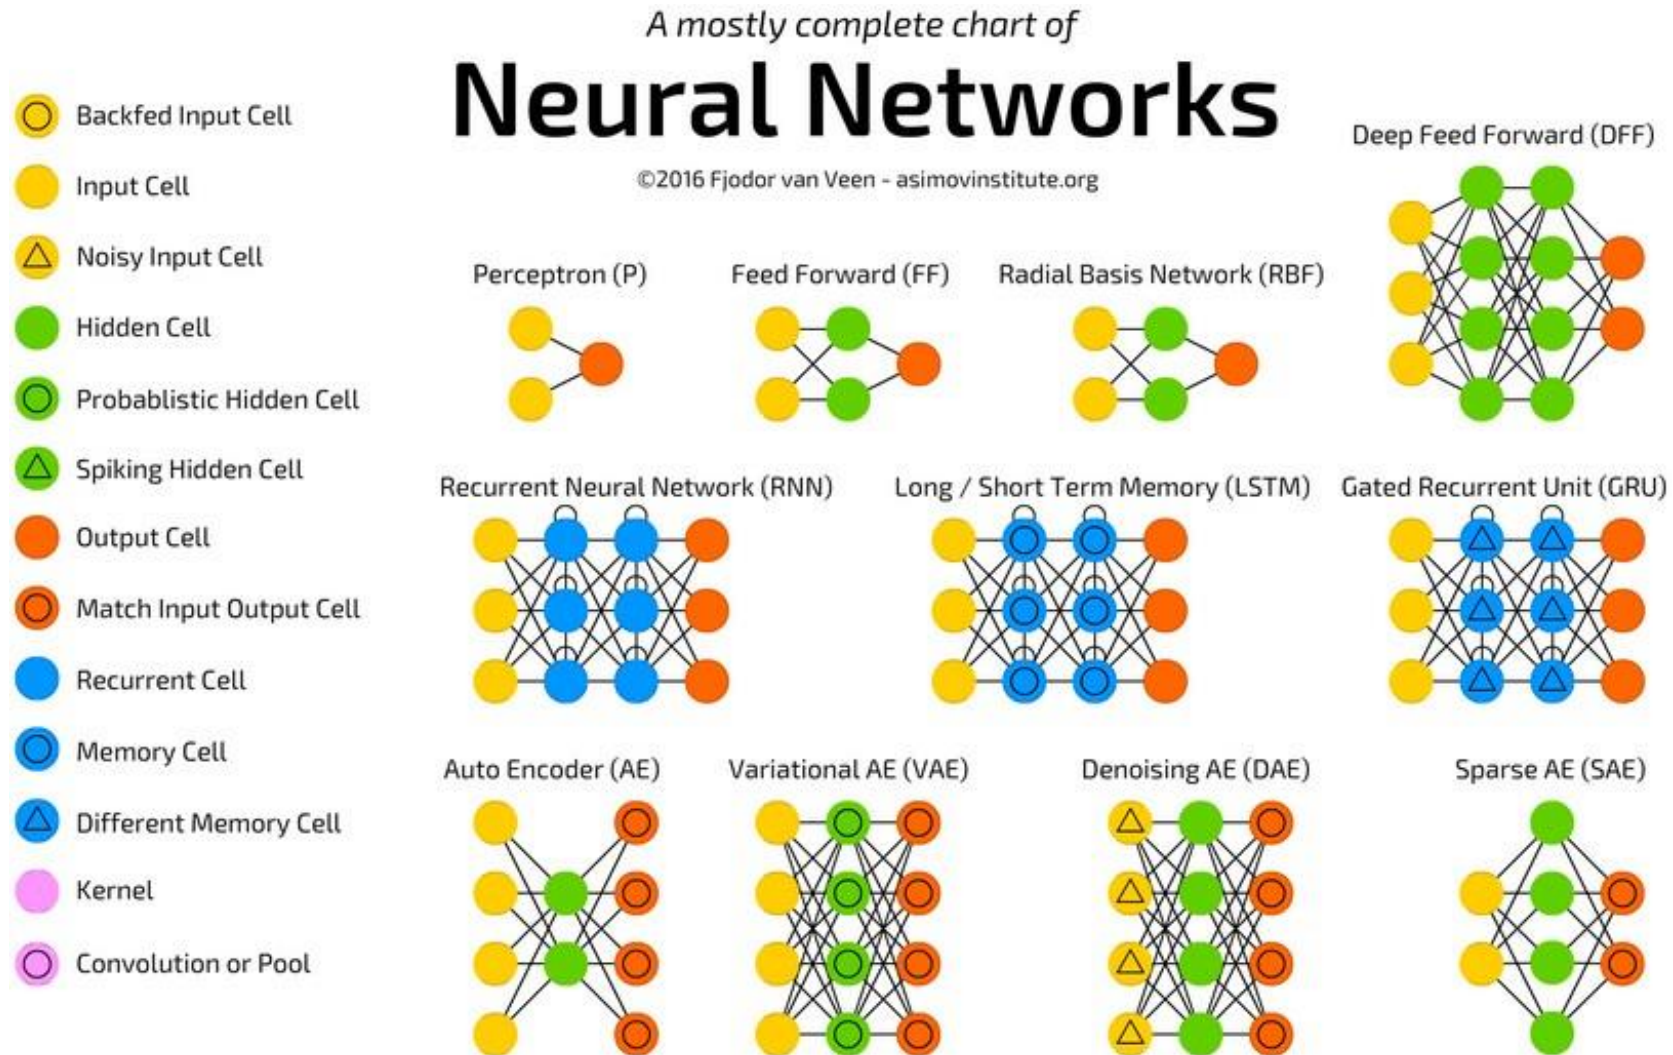 A mostly complete chart of
Neural Networks
©2016 Fjodor van Veen - asimovinstitute.org
Backfed Input Cell
Input Cell
Noisy Input Cell
Hidden Cell
Probablistic Hidden Cell
Spiking Hidden Cell
Output Cell
Match Input Output Cell
Recurrent Cell
Memory Cell
Different Memory Cell
Kernel
Convolution or Pool
Deep Feed Forward (DFF)
Perceptron (P)
Feed Forward (FF)
Radial Basis Network (RBF)
Recurrent Neural Network (RNN)
Long / Short Term Memory (LSTM)
Gated Recurrent Unit (GRU)
Auto Encoder (AE)
Variational AE (VAE)
Denoising AE (DAE)
Sparse AE (SAE)